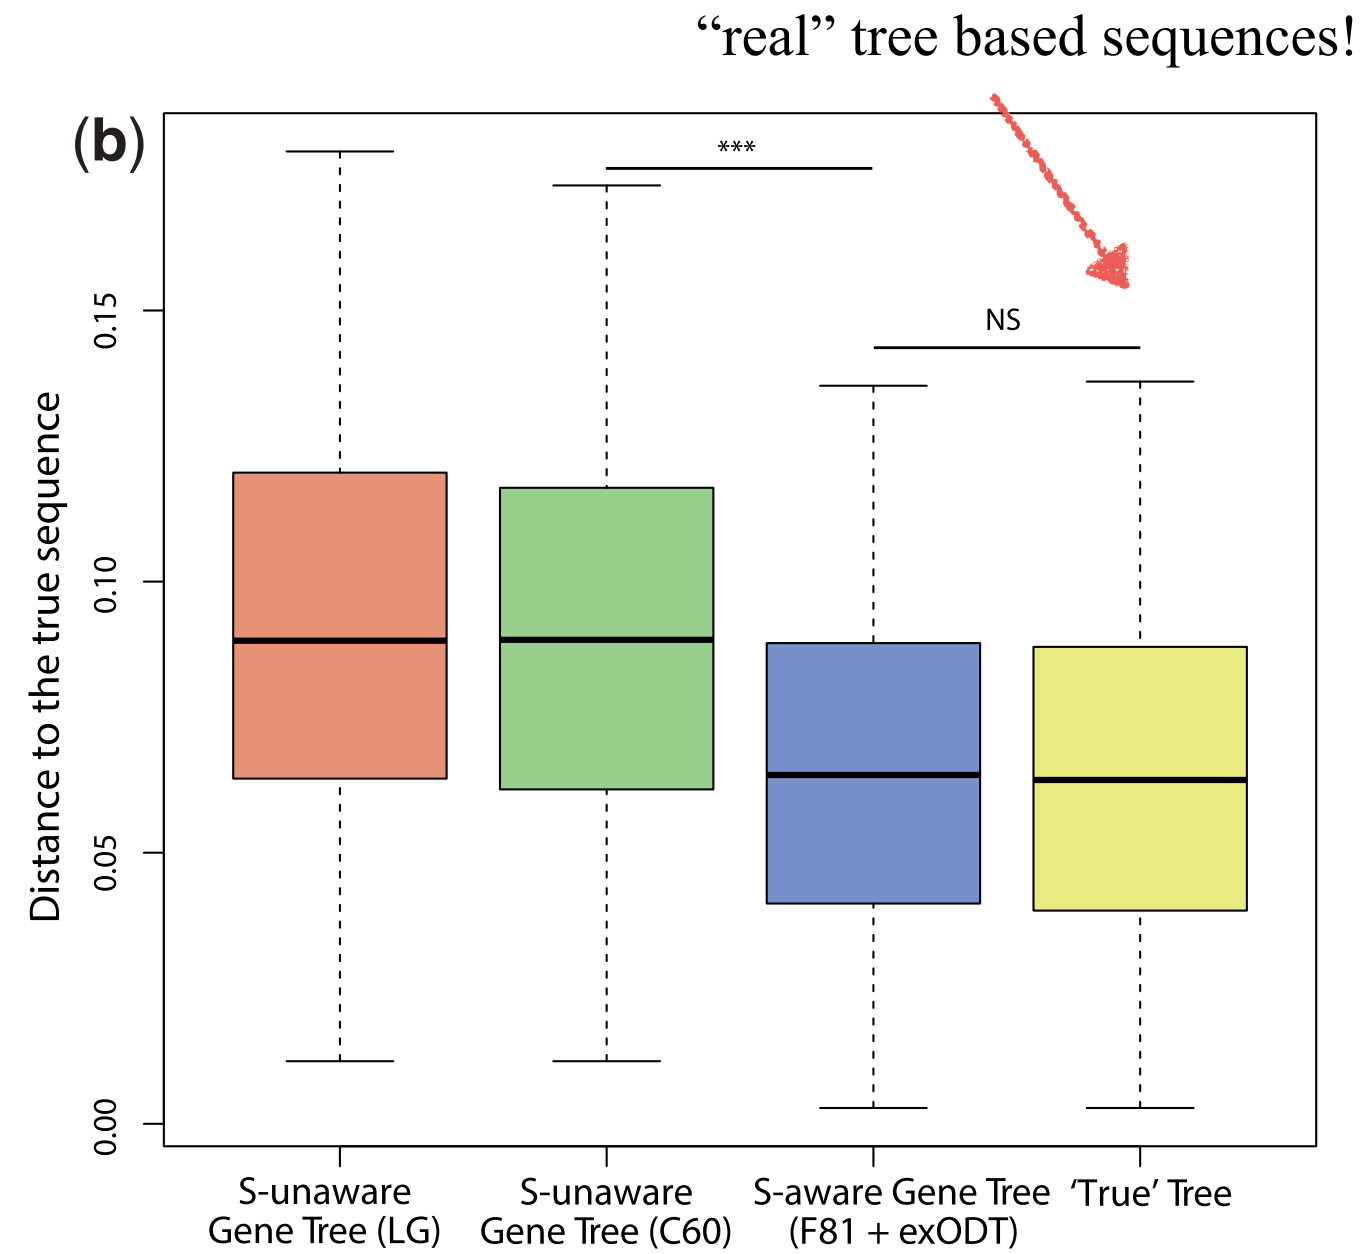 “real” tree based sequences!
(b)
***
NS
Distance to the true sequence
0.15
0.10
0.05
0.00
S-unaware
Gene Tree (LG)
S-unaware
Gene Tree (C60)
S-aware Gene Tree
(F81 + exODT)
‘True’ Tree